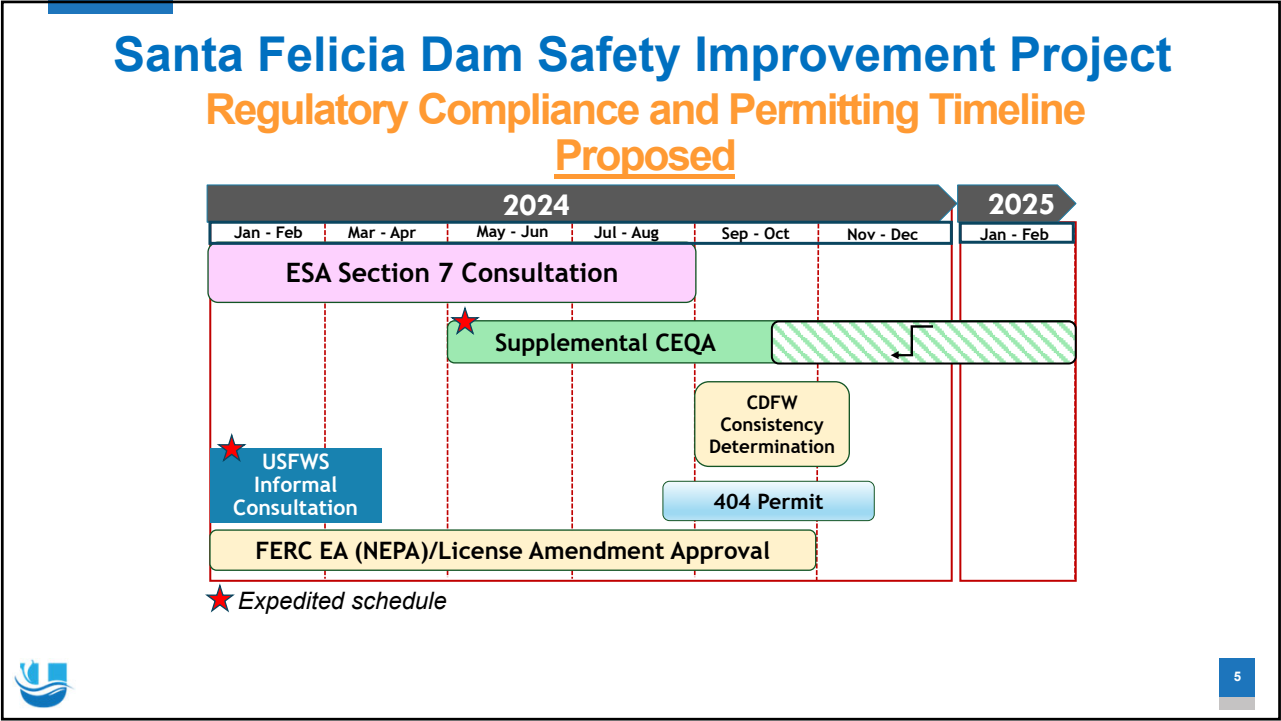 Santa Felicia Dam Safety Improvement Project
Regulatory Compliance and Permitting Timeline
Proposed
2024
2025
Jan - Feb
Mar - Apr
May - Jun
Jul - Aug
Sep - Oct
Nov - Dec
Jan - Feb
ESA Section 7 Consultation
Supplemental CEQA
CDFW
Consistency
Determination
USFWS
Informal
Consultation
404 Permit
FERC EA (NEPA)/License Amendment Approval
Expedited schedule
5